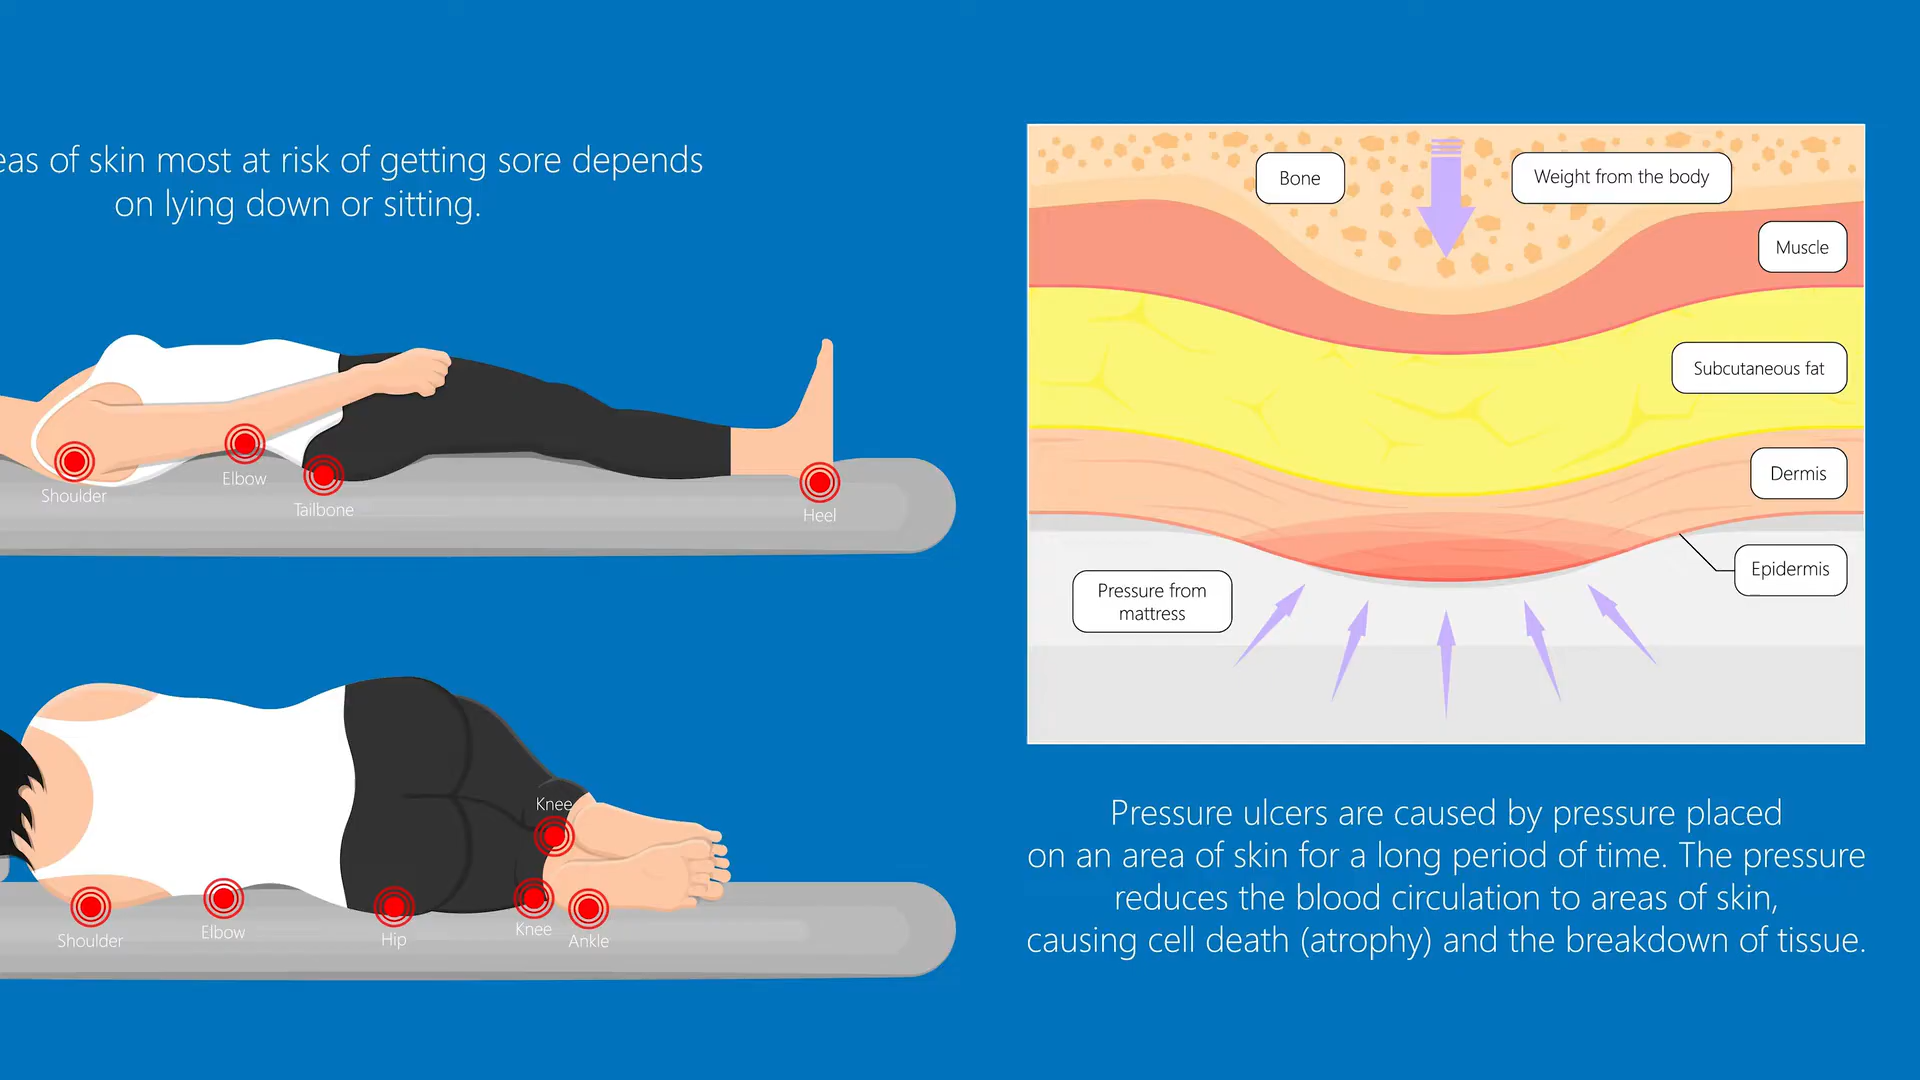 of skin most at risk of getting sore depends
on lying down or sitting.
Shoulder
Elbow
Tailbone
Heel
Knee
Shoulder
Elbow
Hip
Knee
Ankle
Bone
Weight from the body
Muscle
Subcutaneous fat
Dermis
Epidermis
Pressure from
mattress
Pressure ulcers are caused by pressure placed
on an area of skin for a long period of time. The pressure
reduces the blood circulation to areas of skin,
causing cell death (atrophy) and the breakdown of tissue.